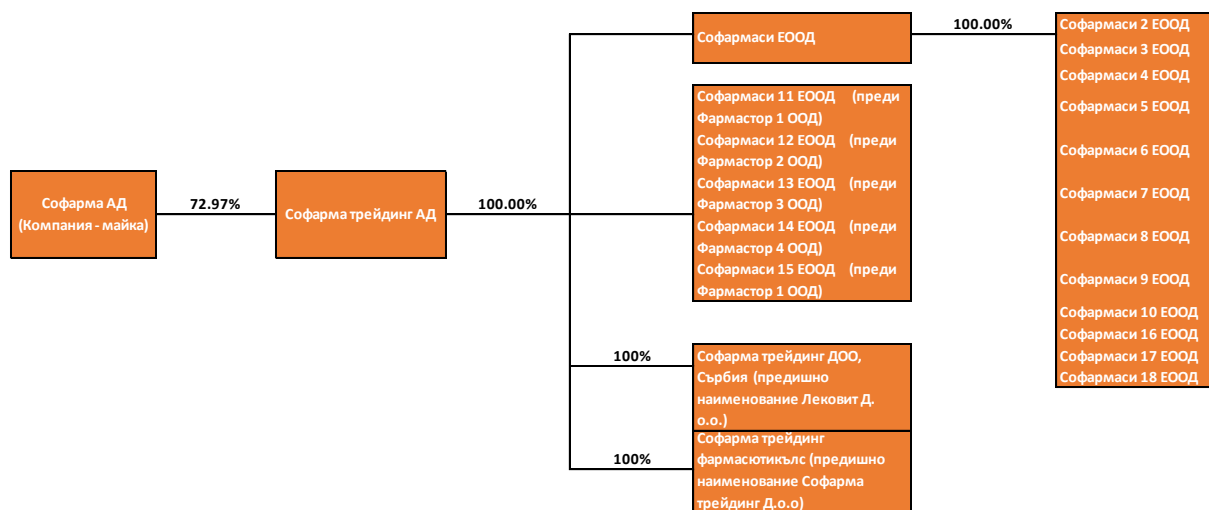 Софарма АД
(Компания - майка)
72.97%
Софарма трейдинг АД
100.00%
Софармаси ЕООД
100.00%
Софармаси 11 ЕООД (преди
Фармастор 1 ООД)
Софармаси 12 ЕООД (преди
Фармастор 2 ООД)
Софармаси 13 ЕООД (преди
Фармастор 3 ООД)
Софармаси 14 ЕООД (преди
Фармастор 4 ООД)
Софармаси 15 ЕООД (преди
Фармастор 1 ООД)
100%
Софарма трейдинг ДОО,
Сърбия (предишно
наименование Лековит Д.
о.о.)
100%
Софарма трейдинг
фармасютикълс (предишно
наименование Софарма
трейдинг Д.о.о)
Софармаси 2 ЕООД
Софармаси 3 ЕООД
Софармаси 4 ЕООД
Софармаси 5 ЕООД
Софармаси 6 ЕООД
Софармаси 7 ЕООД
Софармаси 8 ЕООД
Софармаси 9 ЕООД
Софармаси 10 ЕООД
Софармаси 16 ЕООД
Софармаси 17 ЕООД
Софармаси 18 ЕООД